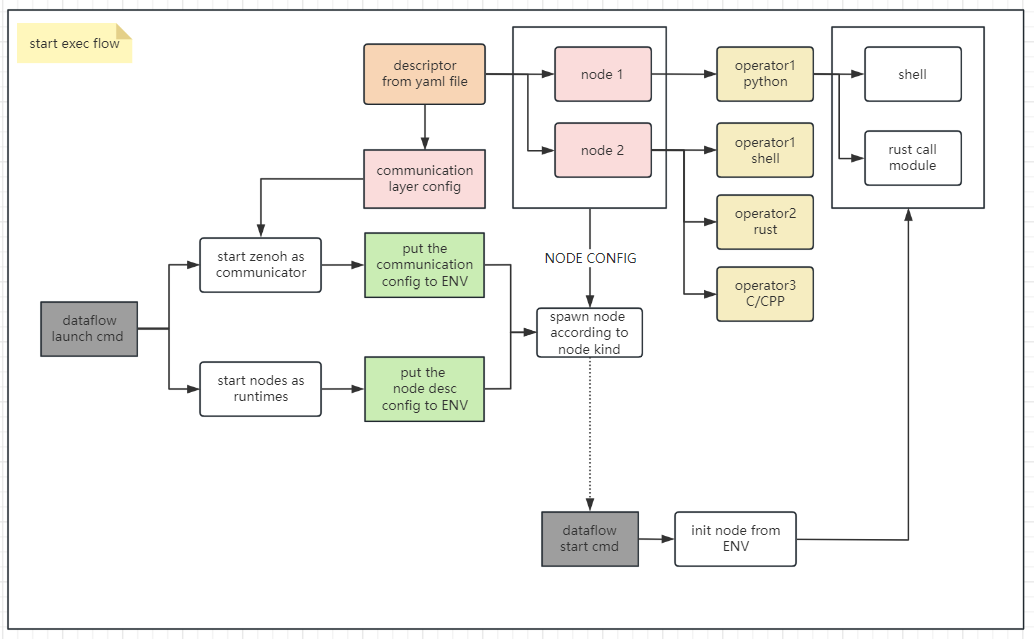 start exec flow
descriptor
from yaml file
node 1
operator1
python
shell
node 2
operator1
shell
rust call
module
communication
layer config
operator2
rust
start zenoh as
communicator
put the
communication
config to ENV
NODE CONFIG
operator3
C/CPP
dataflow
launch cmd
spawn node
according to
node kind
start nodes as
runtimes
put the
node desc
config to ENV
dataflow
start cmd
init node from
ENV